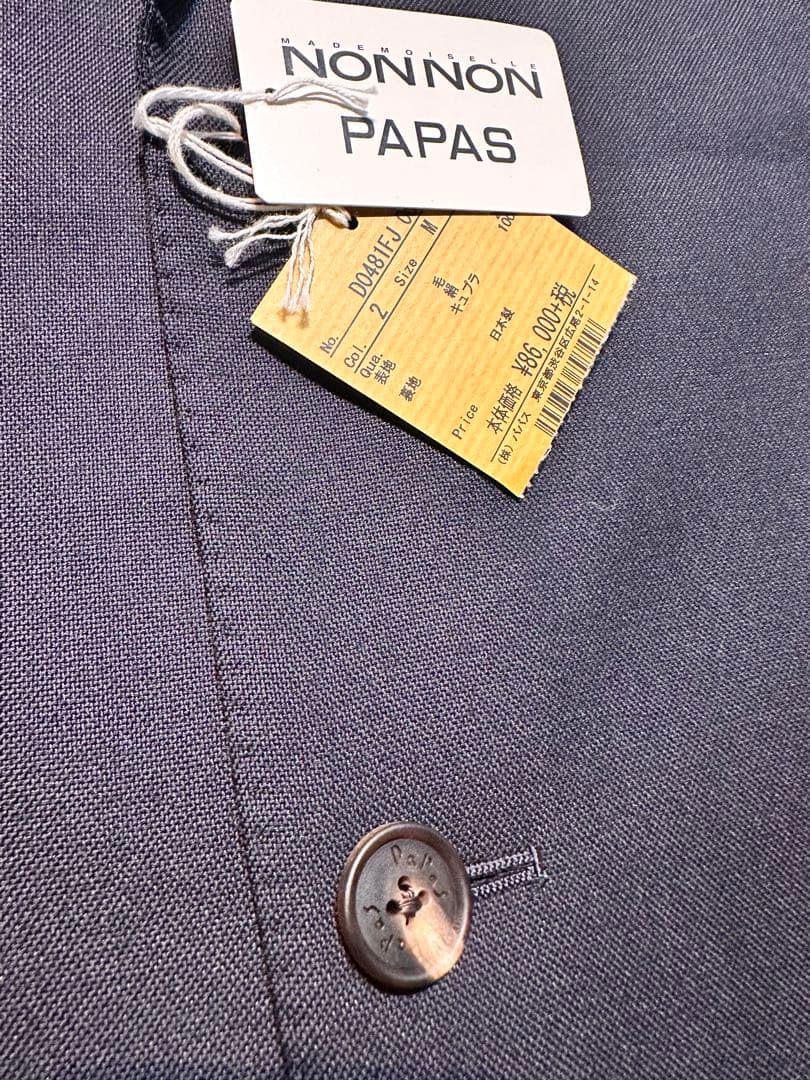 MADEMOISELLE
NONNON
PAPAS
No. D0481FJ
Col. 2 Size M
Qua.
表地 毛
絹
裏地 キュプラ
日本製
Price 本体価格 ¥86,000+税
(株) パパス 東京都渋谷区広尾2-1-14
Papas